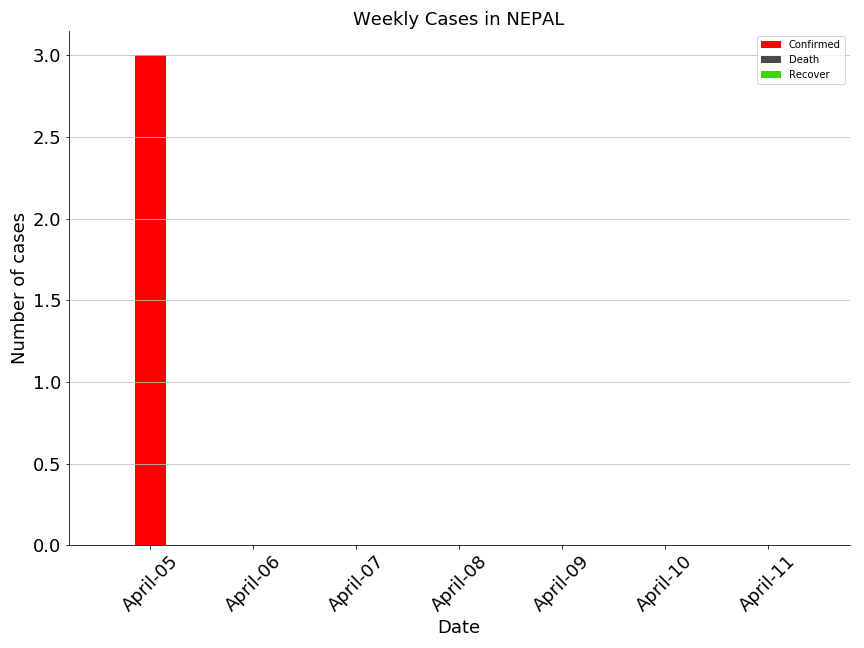 Weekly Cases in NEPAL
Confirmed
Death
Recover
3.0
2.5
2.0
1.5
1.0
0.5
0.0
Number of cases
April-05
April-06
April-07
April-08
April-09
April-10
April-11
Date